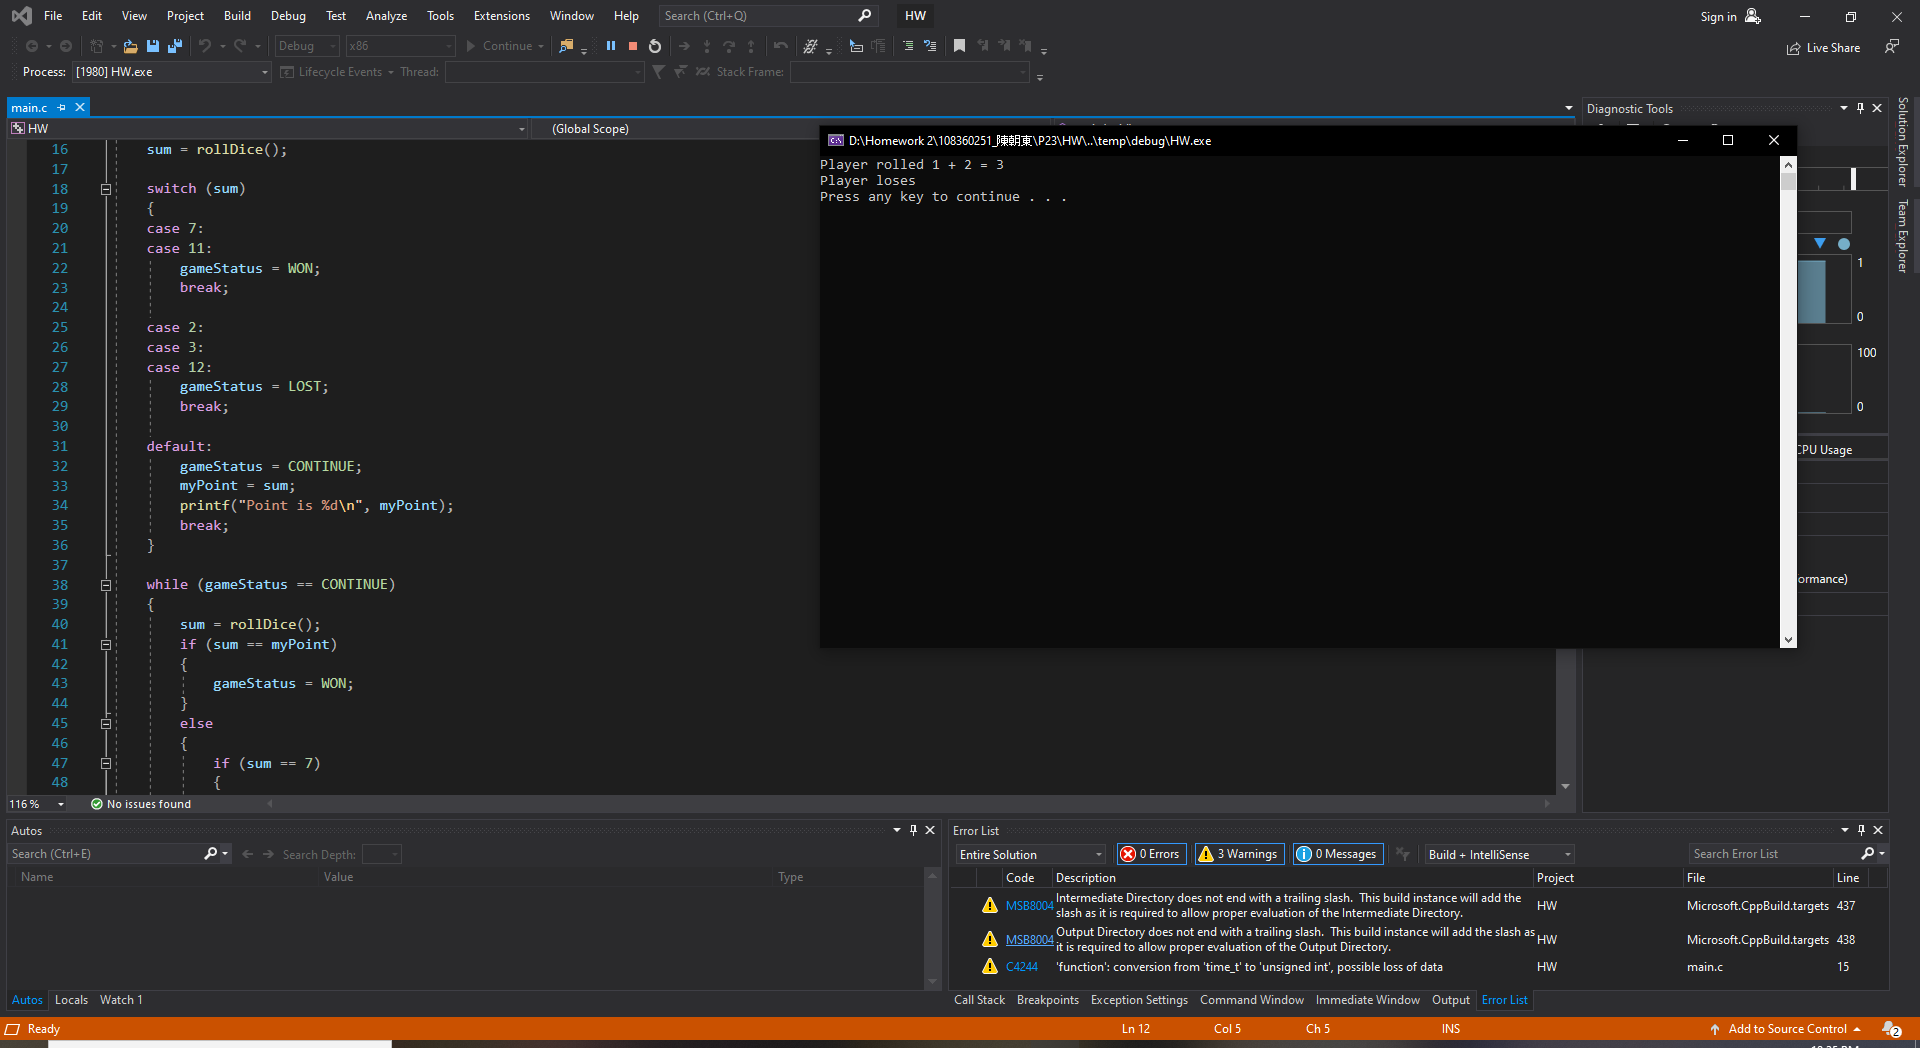 File Edit View Project Build Debug Test Analyze Tools Extensions Window Help Search (Ctrl+Q) HW Sign in
Debug x86 Continue Live Share
Process: [1980] HW.exe Lifecycle Events Thread: Stack Frame:
main.c
HW (Global Scope)
16 sum = rollDice();
17
18 switch (sum)
19 {
20 case 7:
21 case 11:
22 gameStatus = WON;
23 break;
24
25 case 2:
26 case 3:
27 case 12:
28 gameStatus = LOST;
29 break;
30
31 default:
32 gameStatus = CONTINUE;
33 myPoint = sum;
34 printf("Point is %d\n", myPoint);
35 break;
36 }
37
38 while (gameStatus == CONTINUE)
39 {
40 sum = rollDice();
41 if (sum == myPoint)
42 {
43 gameStatus = WON;
44 }
45 else
46 {
47 if (sum == 7)
48 {
116 % No issues found
D:\Homework 2\108360251_陳朝東\P23\HW\..\temp\debug\HW.exe
Player rolled 1 + 2 = 3
Player loses
Press any key to continue . . .
Diagnostic Tools
1
0
100
0
CPU Usage
ormance)
Solution Explorer
Team Explorer
Autos
Search (Ctrl+E) Search Depth:
Name Value Type
Autos Locals Watch 1
Error List
Entire Solution 0 Errors 3 Warnings 0 Messages Build + IntelliSense Search Error List
Code Description Project File Line
MSB8004 Intermediate Directory does not end with a trailing slash. This build instance will add the HW Microsoft.CppBuild.targets 437
slash as it is required to allow proper evaluation of the Intermediate Directory.
MSB8004 Output Directory does not end with a trailing slash. This build instance will add the slash as HW Microsoft.CppBuild.targets 438
it is required to allow proper evaluation of the Output Directory.
C4244 'function': conversion from 'time_t' to 'unsigned int', possible loss of data HW main.c 15
Call Stack Breakpoints Exception Settings Command Window Immediate Window Output Error List
Ready Ln 12 Col 5 Ch 5 INS Add to Source Control 2